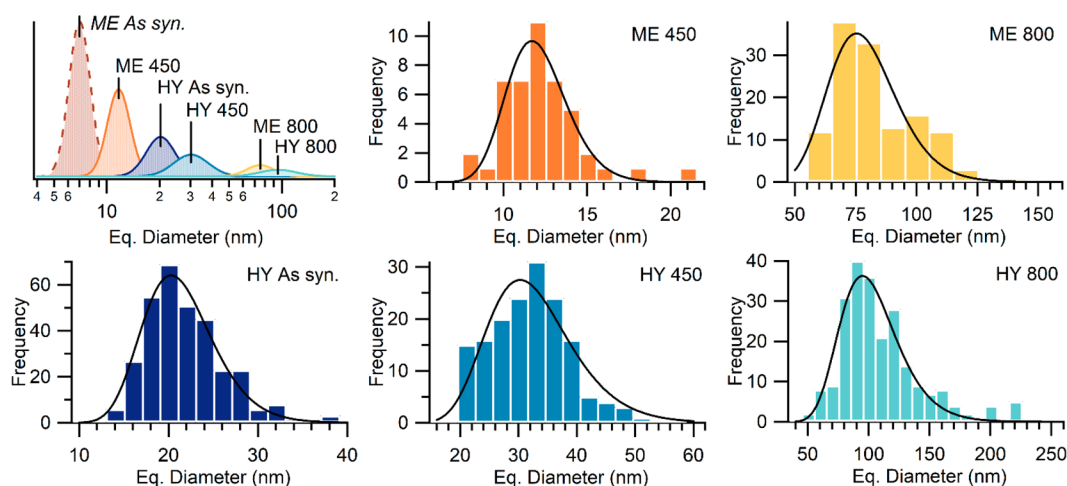 ME As syn.
ME 450
HY As syn.
HY 450
ME 800
HY 800
4 5 6 10 2 3 4 5 6 100 2
Eq. Diameter (nm)
ME 450
Frequency
10
8
6
4
2
0
10 15 20
Eq. Diameter (nm)
ME 800
Frequency
30
20
10
0
50 75 100 125 150
Eq. Diameter (nm)
HY As syn.
Frequency
60
40
20
0
10 20 30 40
Eq. Diameter (nm)
HY 450
Frequency
30
20
10
0
20 30 40 50 60
Eq. Diameter (nm)
HY 800
Frequency
40
30
20
10
0
50 100 150 200 250
Eq. Diameter (nm)